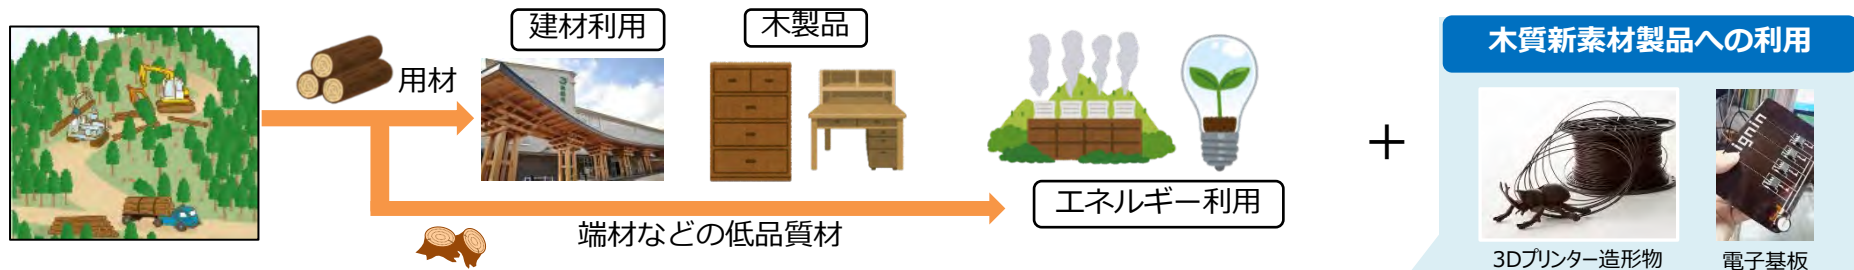 建材利用
木製品
用材
エネルギー利用
端材などの低品質材
＋
木質新素材製品への利用
lignin
3Dプリンター造形物
電子基板